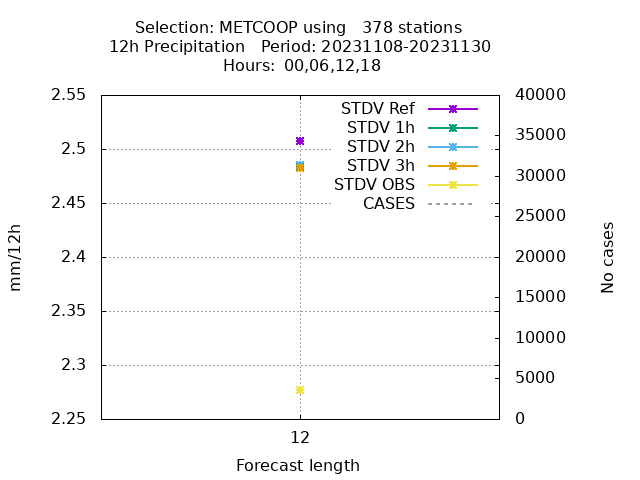 Selection: METCOOP using   378 stations
12h Precipitation   Period: 20231108-20231130
Hours:  00,06,12,18
2.55
2.5
2.45
2.4
2.35
2.3
2.25
40000
35000
30000
25000
20000
15000
10000
5000
0
STDV Ref
STDV 1h
STDV 2h
STDV 3h
STDV OBS
CASES
mm/12h
No cases
12
Forecast length